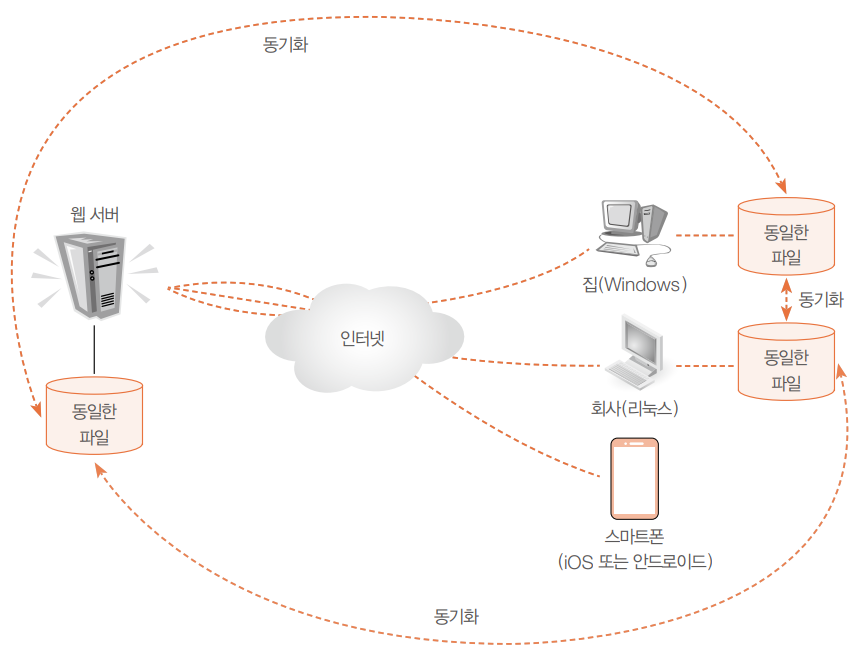 동기화
웹 서버
동일한
파일
집(Windows)
동기화
인터넷
동일한
파일
회사(리눅스)
동일한
파일
스마트폰
(iOS 또는 안드로이드)
동기화